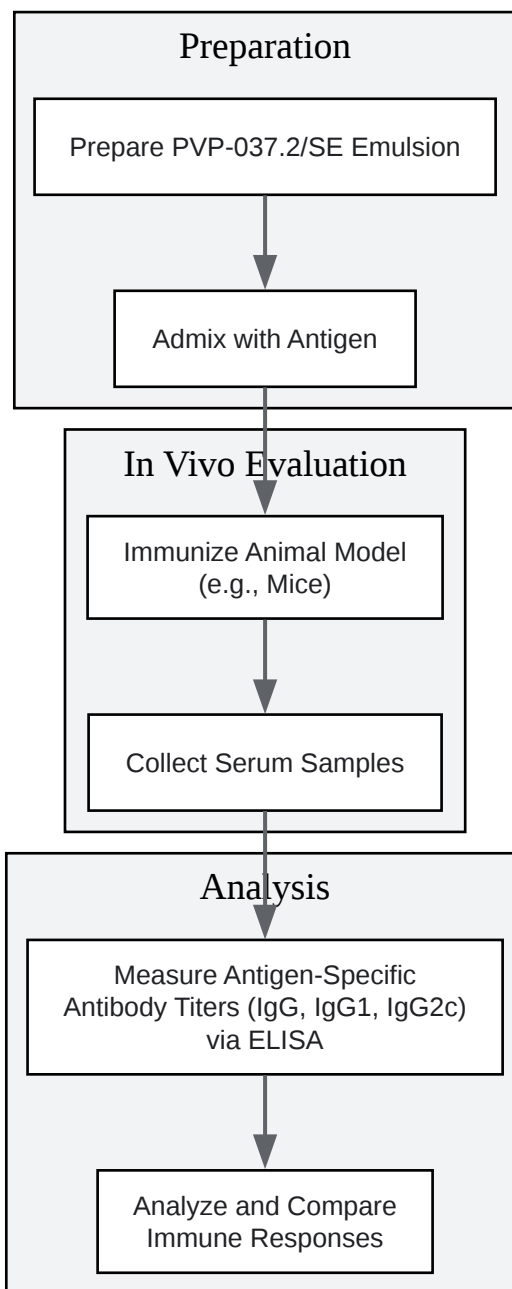 Preparation
Prepare PVP-037.2/SE Emulsion
Admix with Antigen
In Vivo Evaluation
Immunize Animal Model
(e.g., Mice)
Collect Serum Samples
Analysis
Measure Antigen-Specific
Antibody Titers (IgG, IgG1, IgG2c)
via ELISA
Analyze and Compare
Immune Responses